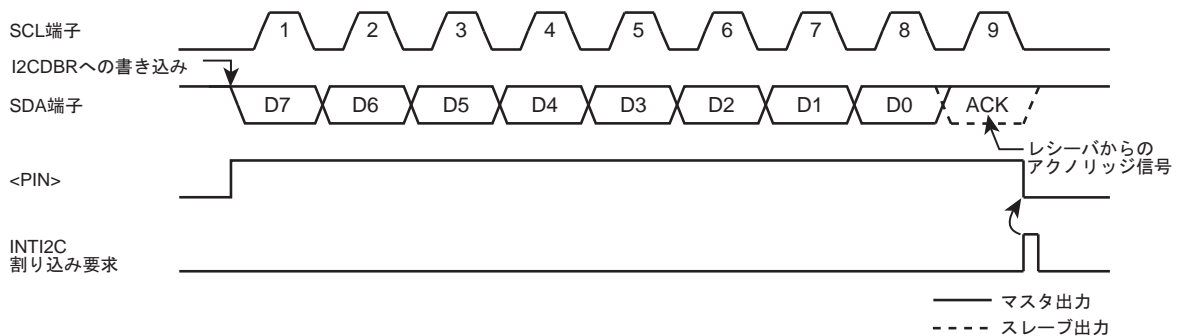 SCL端子
1 2 3 4 5 6 7 8 9
I2CDBRへの書き込み
SDA端子
D7 D6 D5 D4 D3 D2 D1 D0 ACK
レシーバからの
アクノリッジ信号
<PIN>
INTI2C
割り込み要求
マスタ出力
スレーブ出力